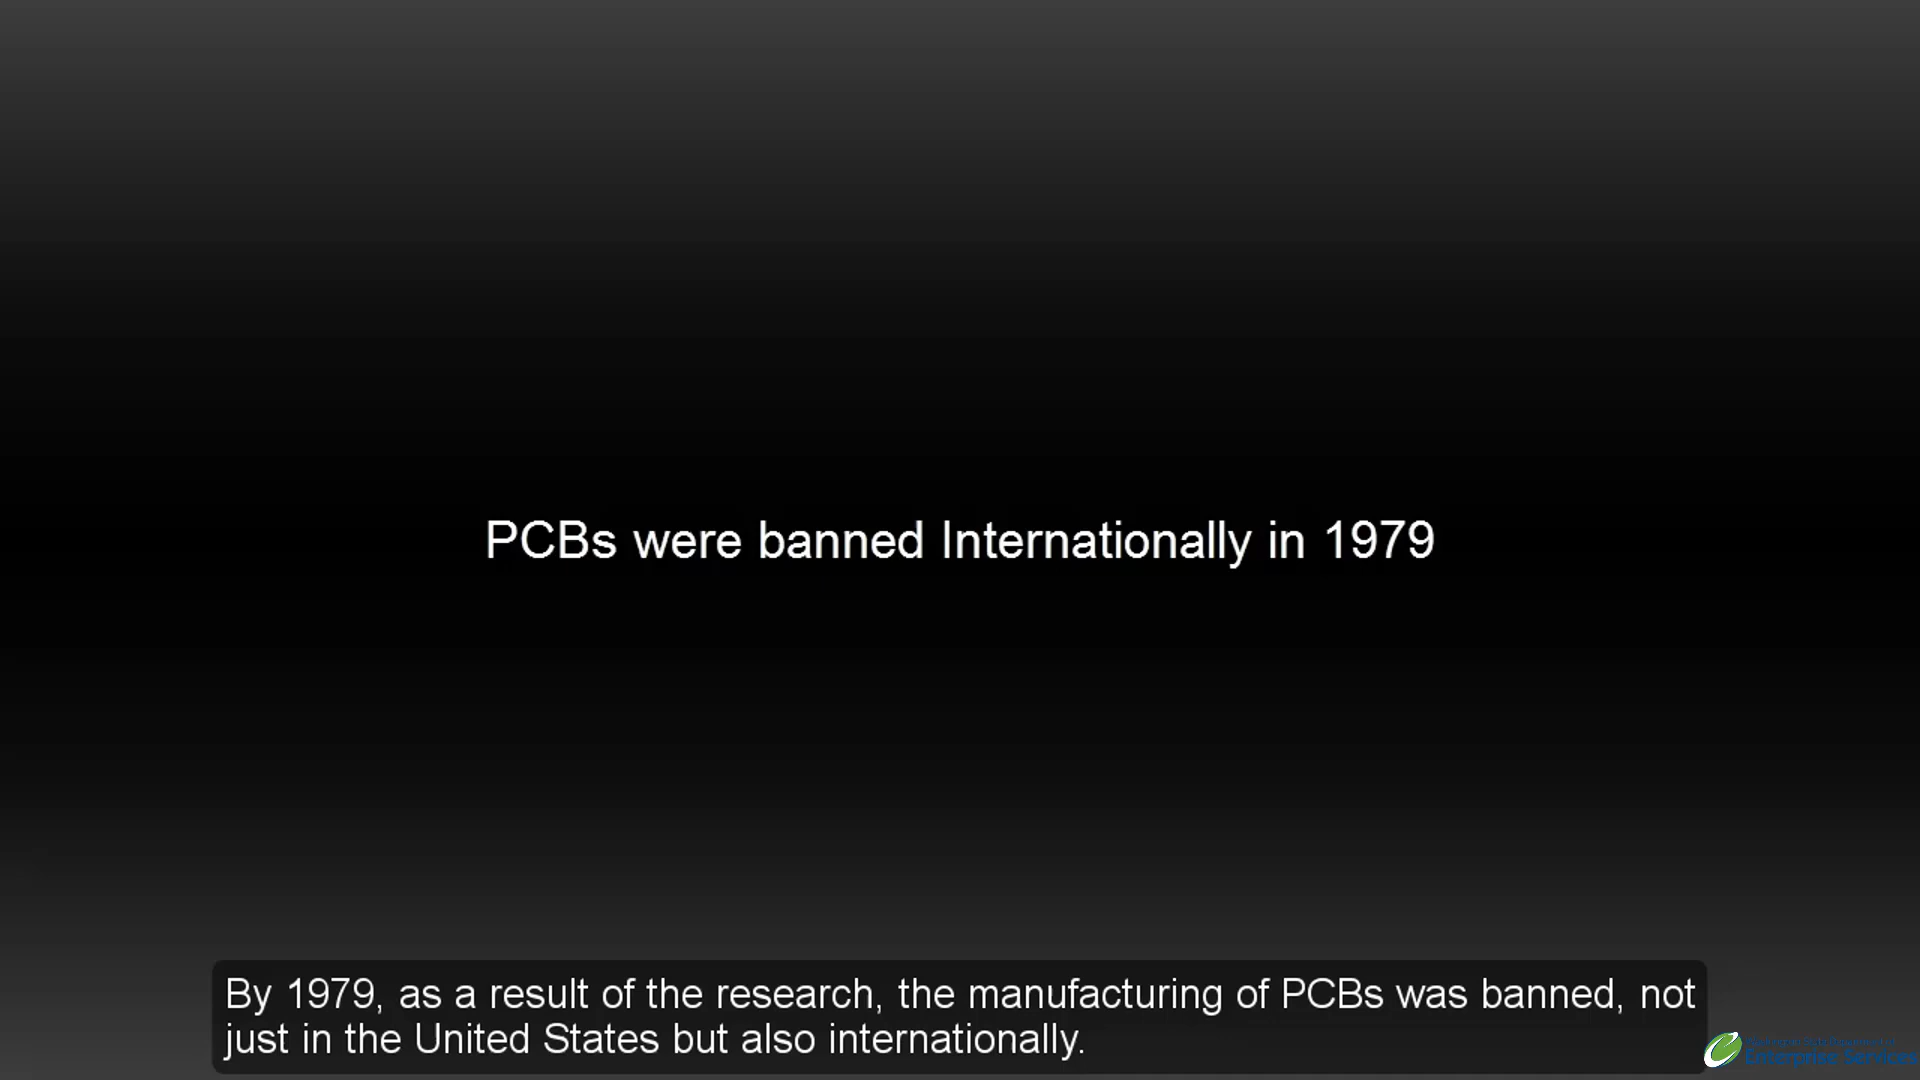 PCBs were banned Internationally in 1979
By 1979, as a result of the research, the manufacturing of PCBs was banned, not
just in the United States but also internationally.
Enterprise Services